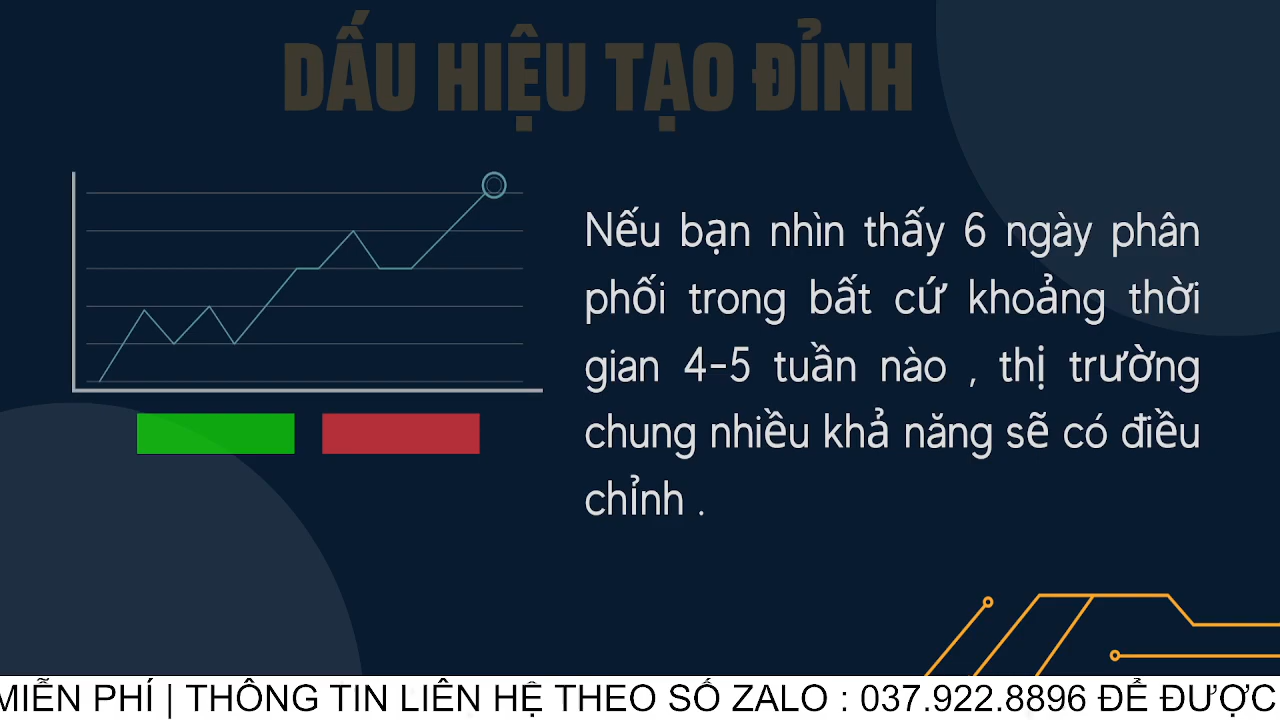 DẤU HIỆU TẠO ĐỈNH
Nếu bạn nhìn thấy 6 ngày phân
phối trong bất cứ khoảng thời
gian 4-5 tuần nào , thị trường
chung nhiều khả năng sẽ có điều
chỉnh .
MIỄN PHÍ | THÔNG TIN LIÊN HỆ THEO SỐ ZALO : 037.922.8896 ĐỂ ĐƯỢC